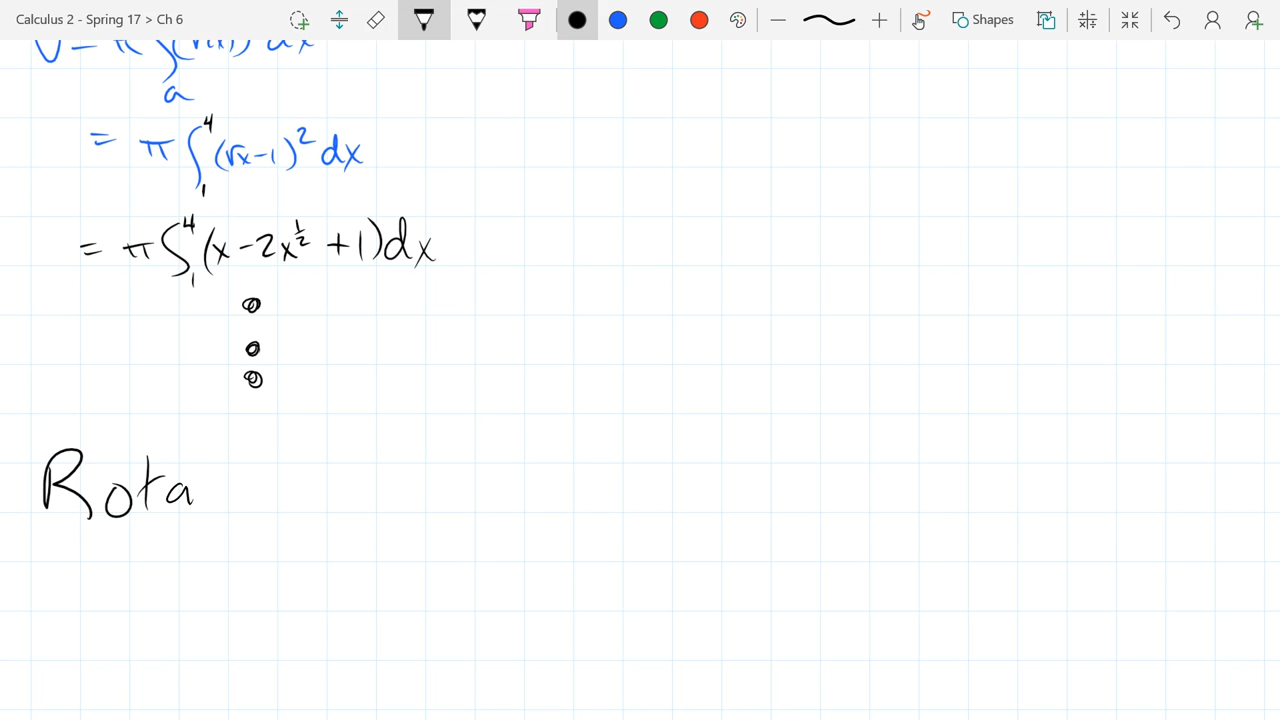 Calculus 2 - Spring 17 > Ch 6
Shapes
a
= π ∫₁⁴ (√x - 1)² dx
= π ∫₁⁴ (x - 2x^½ + 1) dx
Rota